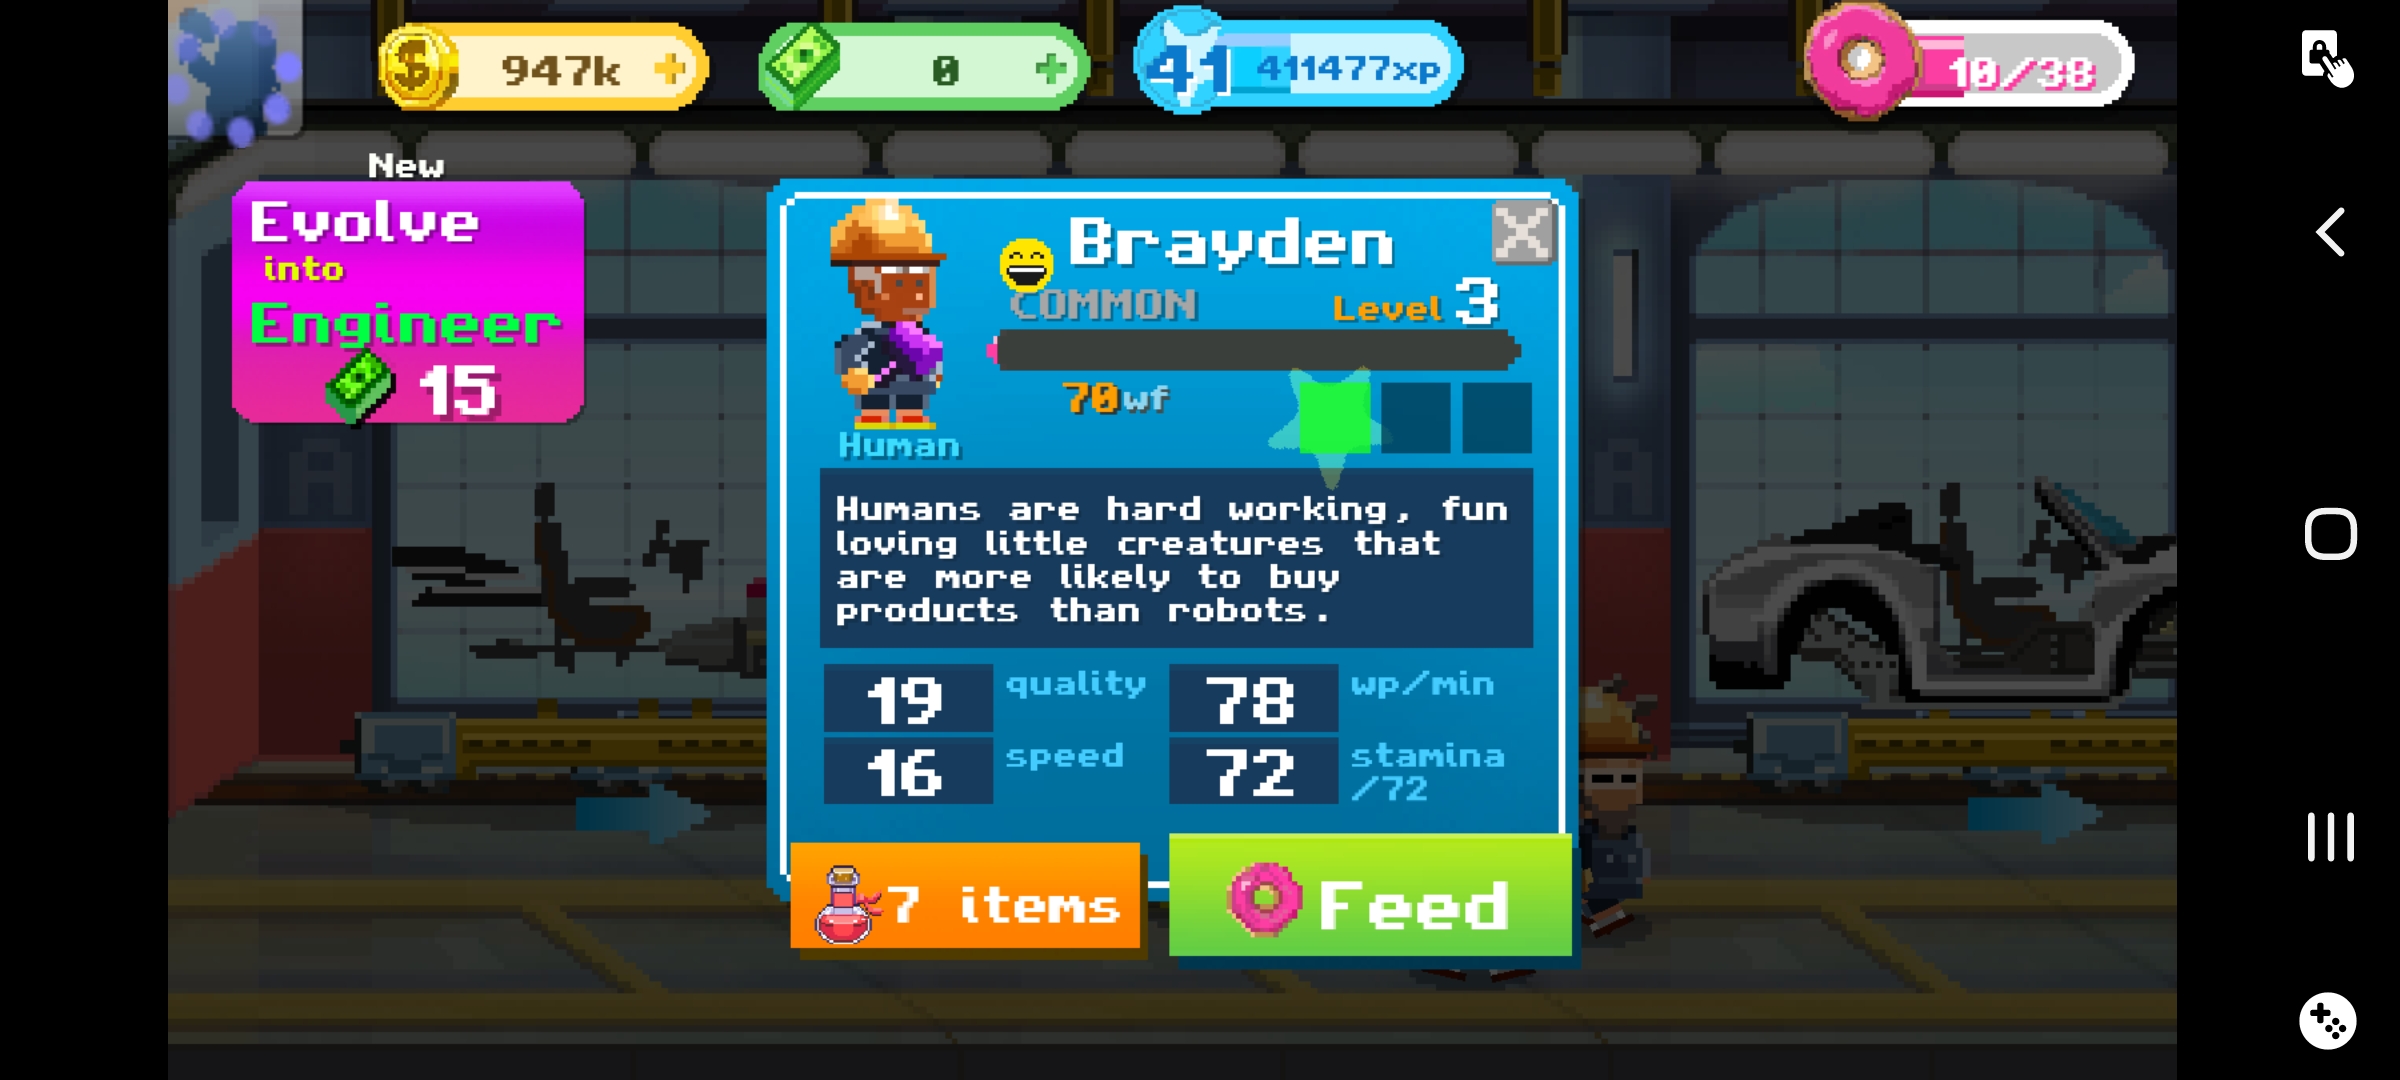 947k
0
41 411477xp
10/38
New
Evolve
into
Engineer
15
Brayden
COMMON
Level 3
70wf
Human
Humans are hard working, fun
loving little creatures that
are more likely to buy
products than robots.
19 quality
78 wp/min
16 speed
72 stamina
/72
7 items
Feed